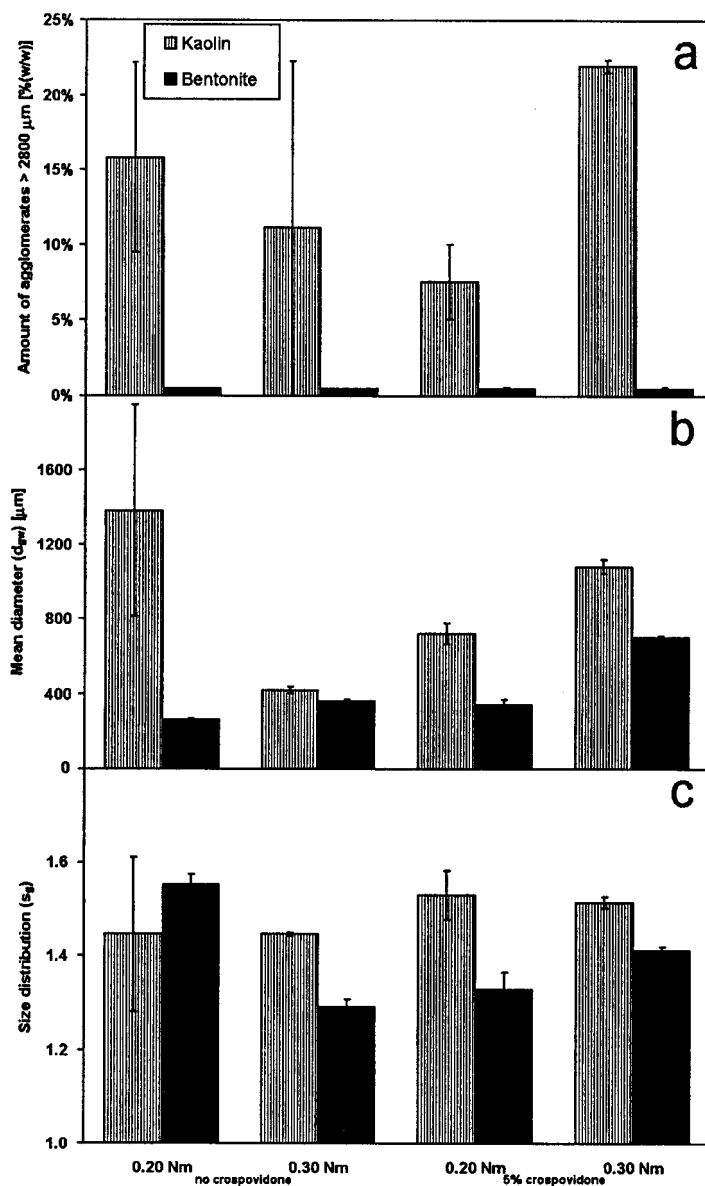 a
Kaolin
Bentonite
Amount of agglomerates > 2800 µm [%(w/w)]
25%
20%
15%
10%
5%
0%
b
Mean diameter (dgw) [µm]
1600
1200
800
400
0
c
Size distribution (sg)
1.6
1.4
1.2
1.0
0.20 Nm 0.30 Nm 0.20 Nm 0.30 Nm
no crospovidone 5% crospovidone